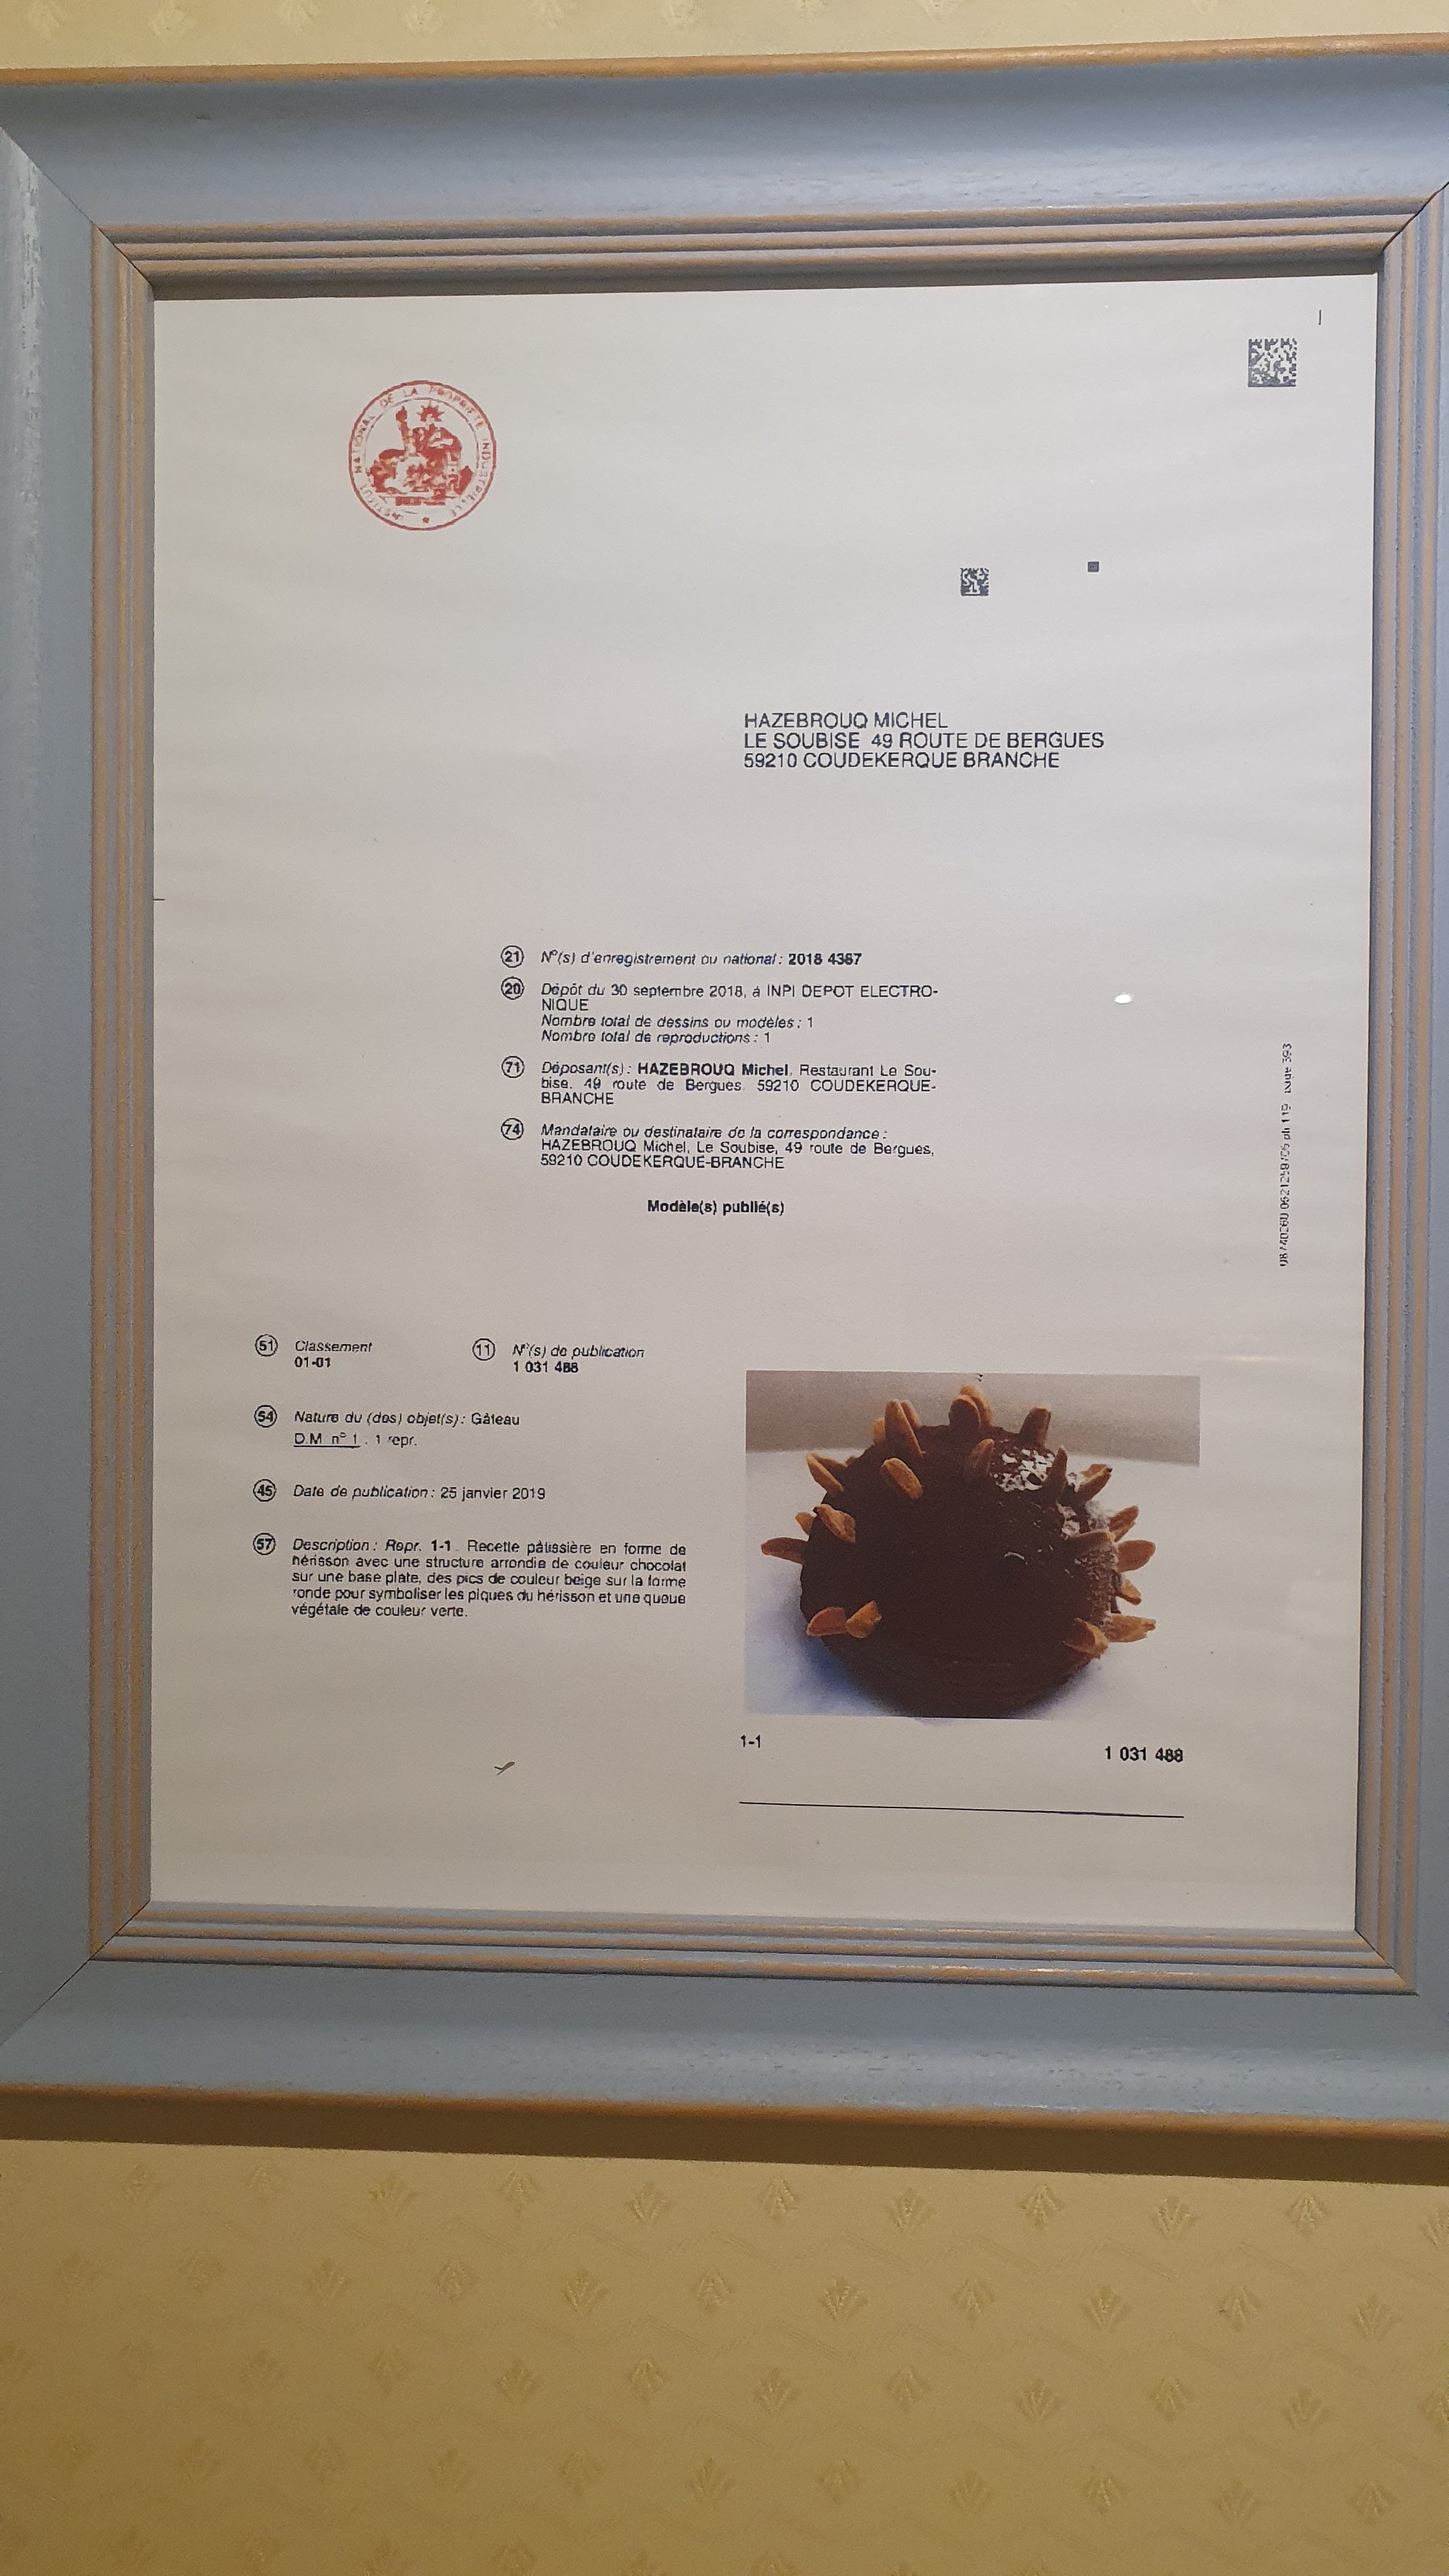 INSTITUT NATIONAL DE LA PROPRIETE INDUSTRIELLE
HAZEBROUQ MICHEL
LE SOUBISE 49 ROUTE DE BERGUES
59210 COUDEKERQUE BRANCHE
21 N°(s) d'enregistrement ou national : 2018 4387
20 Dépôt du 30 septembre 2018, à INPI DEPOT ELECTRO-
NIQUE
Nombre total de dessins ou modèles : 1
Nombre total de reproductions : 1
71 Déposant(s) : HAZEBROUQ Michel, Restaurant Le Sou-
bise, 49 route de Bergues, 59210 COUDEKERQUE-
BRANCHE
74 Mandataire ou destinataire de la correspondance :
HAZEBROUQ Michel, Le Soubise, 49 route de Bergues,
59210 COUDEKERQUE-BRANCHE
Modèle(s) publié(s)
51 Classement
01-01
11 N°(s) de publication
1 031 488
54 Nature du (des) objet(s) : Gâteau
D.M. n° 1 : 1 repr.
45 Date de publication : 25 janvier 2019
57 Description : Repr. 1-1 : Recette pâtissière en forme de
hérisson avec une structure arrondie de couleur chocolat
sur une base plate, des pics de couleur beige sur la forme
ronde pour symboliser les piques du hérisson et une queue
végétale de couleur verte.
1-1
1 031 488